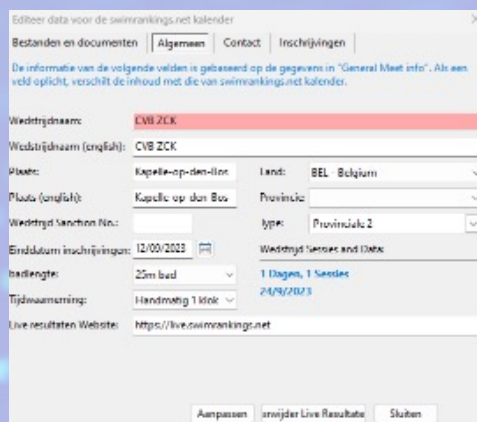 Editeer data voor de swimrankings.net kalender
Bestanden en documenten Algemeen Contact Inschrijvingen
De informatie van de volgende velden is gebaseerd op de gegevens in "General Meet info". Als een
veld oplicht, verschilt de inhoud met die van swimrankings.net kalender.
Wedstrijdnaam: CVB ZCK
Wedstrijdnaam (english): CVB ZCK
Plaats: Kapelle-op-den-Bos Land: BEL - Belgium
Plaats (english): Kapelle-op-den-Bos Provincie:
Wedstrijd Sanction No.: Type: Provinciale 2
Einddatum inschrijvingen: 12/09/2023 Wedstrijd Sessies and Data:
badlengte: 25m bad 1 Dagen, 1 Sessies
24/9/2023
Tijdwaarneming: Handmatig 1 klok
Live resultaten Website: https://live.swimrankings.net
Aanpassen erwijder Live Resultate Sluiten